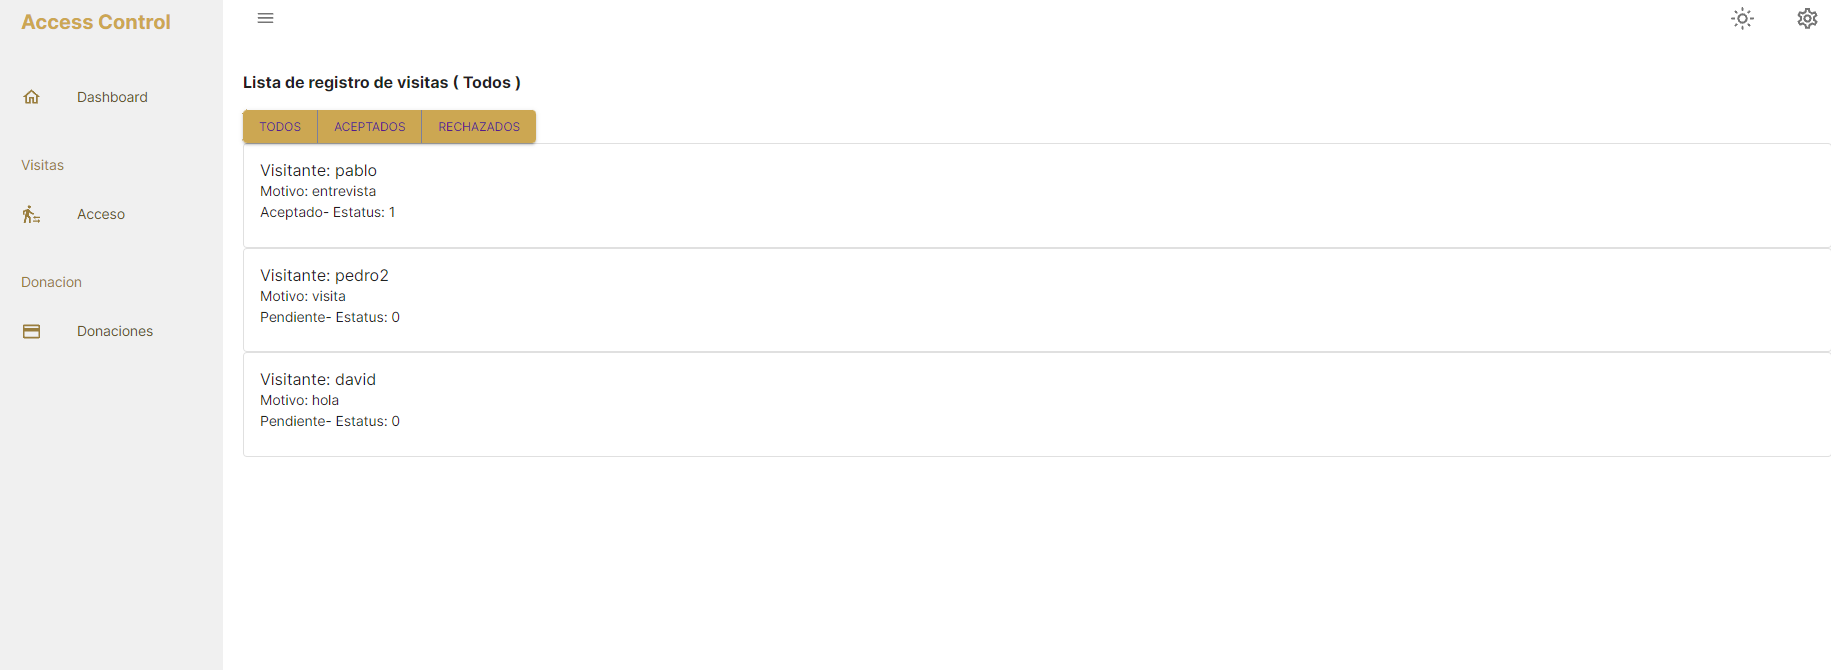 Access Control
Dashboard
Visitas
Acceso
Donacion
Donaciones
Lista de registro de visitas ( Todos )
TODOS ACEPTADOS RECHAZADOS
Visitante: pablo
Motivo: entrevista
Aceptado- Estatus: 1
Visitante: pedro2
Motivo: visita
Pendiente- Estatus: 0
Visitante: david
Motivo: hola
Pendiente- Estatus: 0